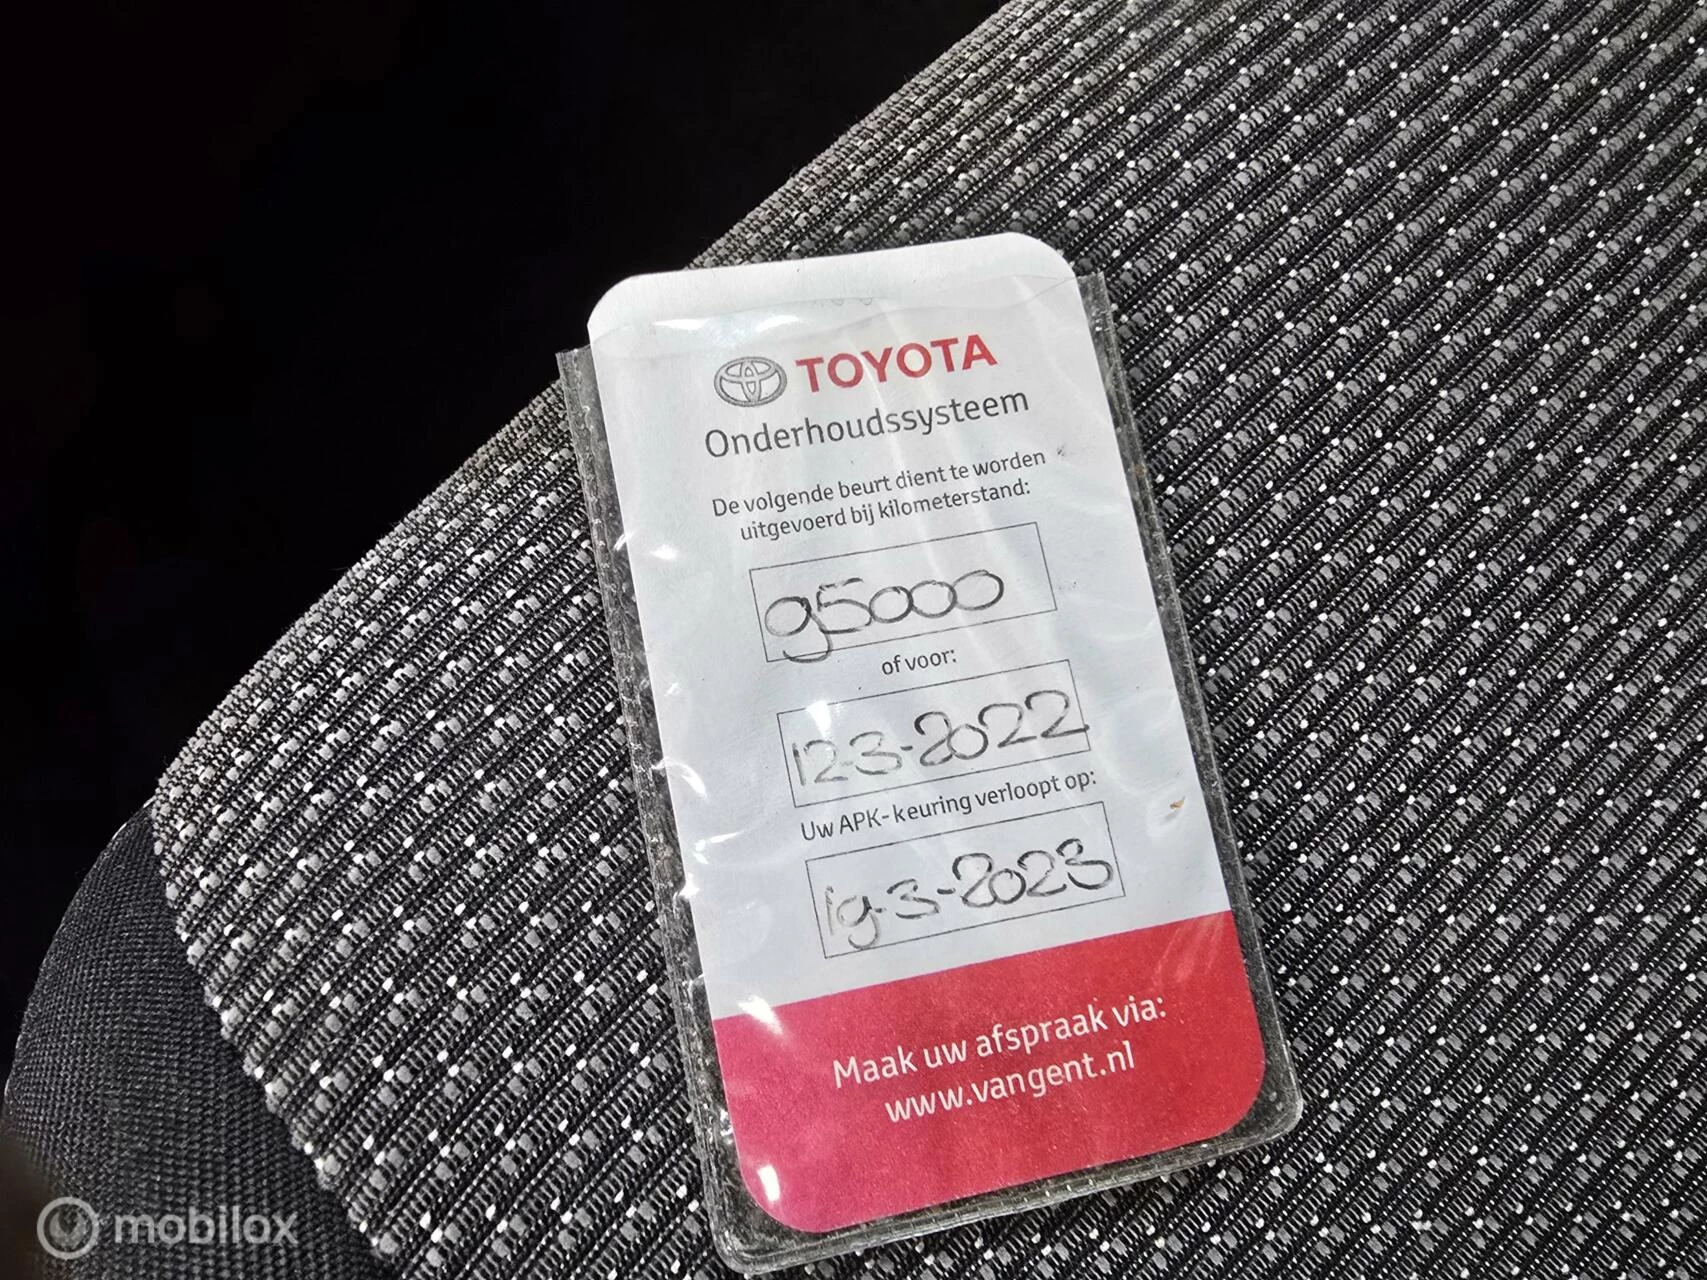 TOYOTA
Onderhoudssysteem
De volgende beurt dient te worden
uitgevoerd bij kilometerstand:
95000
of voor:
12-3-2022
Uw APK-keuring verloopt op:
19-3-2023
Maak uw afspraak via:
www.vangent.nl
mobilox